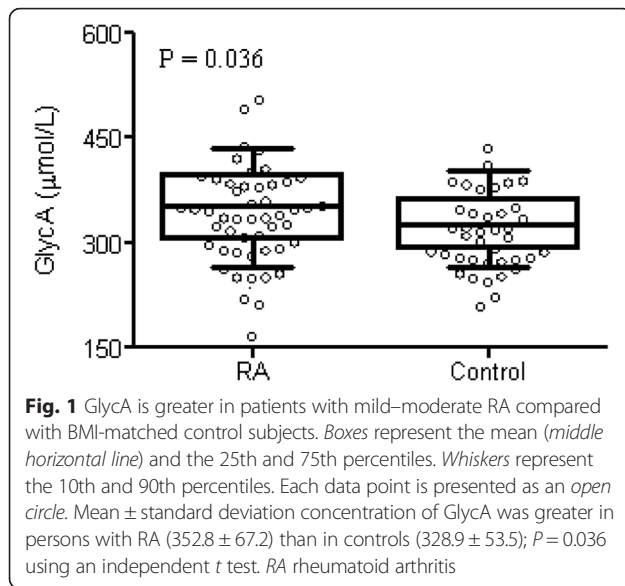 600
P = 0.036
450
GlycA (μmol/L)
300
150
RA
Control
Fig. 1 GlycA is greater in patients with mild–moderate RA compared
with BMI-matched control subjects. Boxes represent the mean (middle
horizontal line) and the 25th and 75th percentiles. Whiskers represent
the 10th and 90th percentiles. Each data point is presented as an open
circle. Mean ± standard deviation concentration of GlycA was greater in
persons with RA (352.8 ± 67.2) than in controls (328.9 ± 53.5); P = 0.036
using an independent t test. RA rheumatoid arthritis